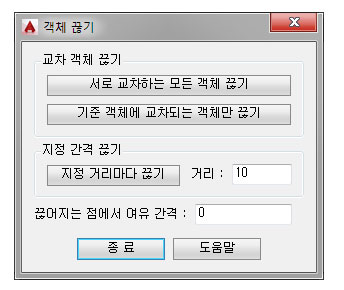 객체 끊기
교차 객체 끊기
서로 교차하는 모든 객체 끊기
기준 객체에 교차되는 객체만 끊기
지정 간격 끊기
지정 거리마다 끊기 거리 : 10
끊어지는 점에서 여유 간격 : 0
종 료 도움말